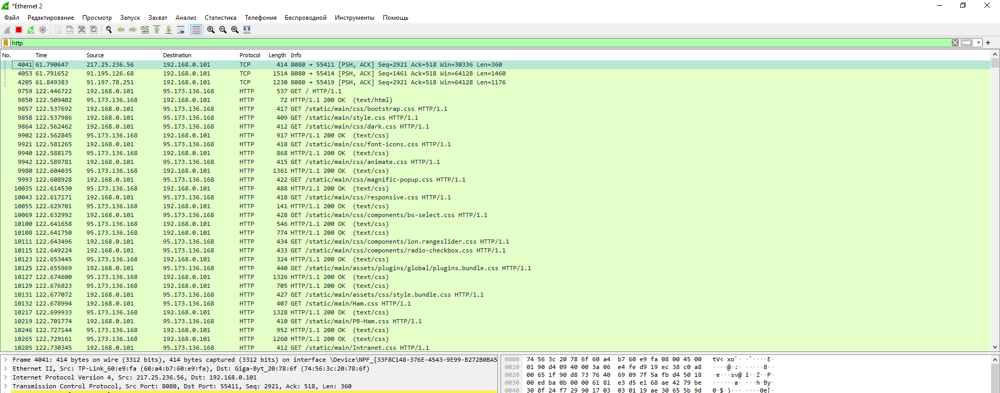 *Ethernet 2
Файл Редактирование Просмотр Запуск Захват Анализ Статистика Телефония Беспроводной Инструменты Помощь
http
No. Time Source Destination Protocol Length Info
4041 61.790647 217.25.236.56 192.168.0.101 TCP 414 8080 → 55411 [PSH, ACK] Seq=2921 Ack=518 Win=30336 Len=360
4053 61.791652 91.195.126.68 192.168.0.101 TCP 1514 8080 → 55414 [PSH, ACK] Seq=1461 Ack=518 Win=64128 Len=1460
4205 61.849383 91.197.78.251 192.168.0.101 TCP 1230 8080 → 55419 [PSH, ACK] Seq=2921 Ack=518 Win=64128 Len=1176
9759 122.446722 192.168.0.101 95.173.136.168 HTTP 537 GET / HTTP/1.1
9850 122.509402 95.173.136.168 192.168.0.101 HTTP 72 HTTP/1.1 200 OK (text/html)
9857 122.537692 192.168.0.101 95.173.136.168 HTTP 417 GET /static/main/css/bootstrap.css HTTP/1.1
9858 122.537986 192.168.0.101 95.173.136.168 HTTP 409 GET /static/main/style.css HTTP/1.1
9864 122.562462 192.168.0.101 95.173.136.168 HTTP 412 GET /static/main/css/dark.css HTTP/1.1
9902 122.562845 95.173.136.168 192.168.0.101 HTTP 917 HTTP/1.1 200 OK (text/css)
9921 122.581265 192.168.0.101 95.173.136.168 HTTP 418 GET /static/main/css/font-icons.css HTTP/1.1
9940 122.588175 95.173.136.168 192.168.0.101 HTTP 868 HTTP/1.1 200 OK (text/css)
9942 122.589781 192.168.0.101 95.173.136.168 HTTP 415 GET /static/main/css/animate.css HTTP/1.1
9980 122.604035 95.173.136.168 192.168.0.101 HTTP 1361 HTTP/1.1 200 OK (text/css)
9993 122.608928 192.168.0.101 95.173.136.168 HTTP 422 GET /static/main/css/magnific-popup.css HTTP/1.1
10035 122.614530 95.173.136.168 192.168.0.101 HTTP 488 HTTP/1.1 200 OK (text/css)
10043 122.617171 192.168.0.101 95.173.136.168 HTTP 418 GET /static/main/css/responsive.css HTTP/1.1
10055 122.629701 95.173.136.168 192.168.0.101 HTTP 141 HTTP/1.1 200 OK (text/css)
10069 122.632992 192.168.0.101 95.173.136.168 HTTP 428 GET /static/main/css/components/bs-select.css HTTP/1.1
10100 122.641658 95.173.136.168 192.168.0.101 HTTP 546 HTTP/1.1 200 OK (text/css)
10108 122.641750 95.173.136.168 192.168.0.101 HTTP 774 HTTP/1.1 200 OK (text/css)
10111 122.643496 192.168.0.101 95.173.136.168 HTTP 434 GET /static/main/css/components/ion.rangeslider.css HTTP/1.1
10115 122.649224 192.168.0.101 95.173.136.168 HTTP 433 GET /static/main/css/components/radio-checkbox.css HTTP/1.1
10123 122.653445 95.173.136.168 192.168.0.101 HTTP 324 HTTP/1.1 200 OK (text/css)
10125 122.655969 192.168.0.101 95.173.136.168 HTTP 440 GET /static/main/assets/plugins/global/plugins.bundle.css HTTP/1.1
10127 122.674600 95.173.136.168 192.168.0.101 HTTP 1326 HTTP/1.1 200 OK (text/css)
10129 122.676823 95.173.136.168 192.168.0.101 HTTP 705 HTTP/1.1 200 OK (text/css)
10131 122.677072 192.168.0.101 95.173.136.168 HTTP 427 GET /static/main/assets/css/style.bundle.css HTTP/1.1
10132 122.678994 192.168.0.101 95.173.136.168 HTTP 407 GET /static/main/Ham.css HTTP/1.1
10217 122.699933 95.173.136.168 192.168.0.101 HTTP 1328 HTTP/1.1 200 OK (text/css)
10219 122.701774 192.168.0.101 95.173.136.168 HTTP 410 GET /static/main/PB-Ham.css HTTP/1.1
10246 122.727144 95.173.136.168 192.168.0.101 HTTP 952 HTTP/1.1 200 OK (text/css)
10265 122.729161 95.173.136.168 192.168.0.101 HTTP 1260 HTTP/1.1 200 OK (text/css)
10285 122.730345 192.168.0.101 95.173.136.168 HTTP 412 GET /static/main/Intranet.css HTTP/1.1
Frame 4041: 414 bytes on wire (3312 bits), 414 bytes captured (3312 bits) on interface \Device\NPF_{33F8C148-376E-4543-9E99-B272B0BA5
Ethernet II, Src: TP-Link_60:e9:fa (60:a4:b7:60:e9:fa), Dst: Giga-Byt_20:78:6f (74:56:3c:20:78:6f)
Internet Protocol Version 4, Src: 217.25.236.56, Dst: 192.168.0.101
Transmission Control Protocol, Src Port: 8080, Dst Port: 55411, Seq: 2921, Ack: 518, Len: 360
0000 74 56 3c 20 78 6f 60 a4 b7 60 e9 fa 08 00 45 00 tV< xo`· ·`····E·
0010 01 90 d4 09 40 00 3a 06 e4 fe d9 19 ec 38 c0 a8 ····@·:· ·····8··
0020 00 65 1f 90 d8 73 76 40 69 09 7f 5a fb d4 50 18 ·e···sv@ i··Z··P·
0030 00 ed ba 0b 00 00 61 81 e3 d5 e1 68 ae 42 79 be ······a· ···h·By·
0040 30 8f 24 f7 29 90 17 03 03 01 19 ae 30 65 5b 9d 0·$·)··· ····0e[·